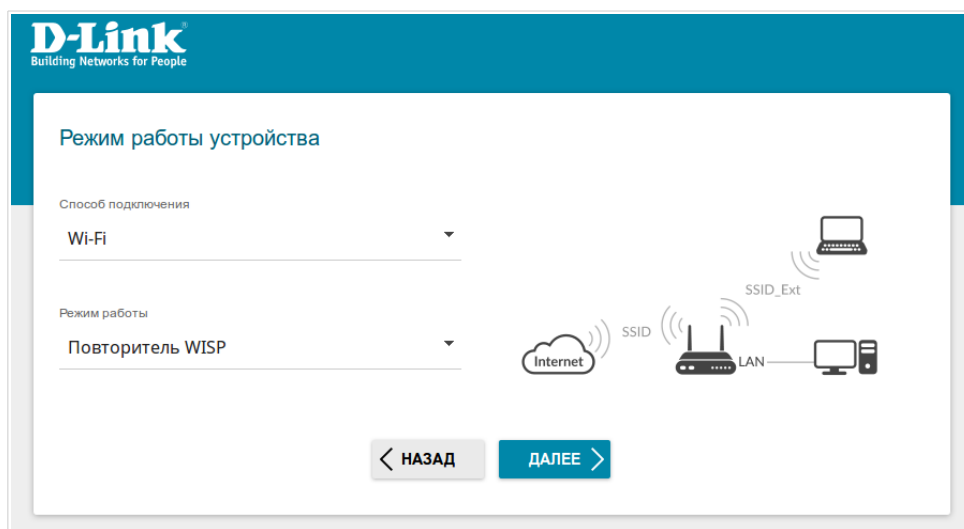 D-Link®
Building Networks for People
Режим работы устройства
Способ подключения
Wi-Fi
Режим работы
Повторитель WISP
SSID_Ext
SSID
Internet
LAN
НАЗАД
ДАЛЕЕ